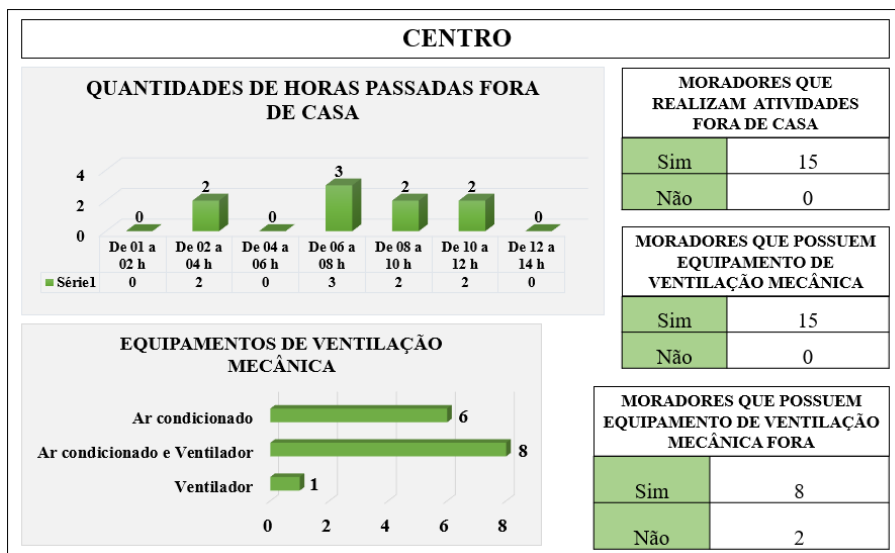 CENTRO
QUANTIDADES DE HORAS PASSADAS FORA
DE CASA
4
2
0
0
2
0
3
2
2
0
De 01 a
02 h
De 02 a
04 h
De 04 a
06 h
De 06 a
08 h
De 08 a
10 h
De 10 a
12 h
De 12 a
14 h
Série1 0 2 0 3 2 2 0
EQUIPAMENTOS DE VENTILAÇÃO
MECÂNICA
Ar condicionado 6
Ar condicionado e Ventilador 8
Ventilador 1
0 2 4 6 8
MORADORES QUE
REALIZAM ATIVIDADES
FORA DE CASA
Sim 15
Não 0
MORADORES QUE POSSUEM
EQUIPAMENTO DE
VENTILAÇÃO MECÂNICA
Sim 15
Não 0
MORADORES QUE POSSUEM
EQUIPAMENTO DE VENTILAÇÃO
MECÂNICA FORA
Sim 8
Não 2